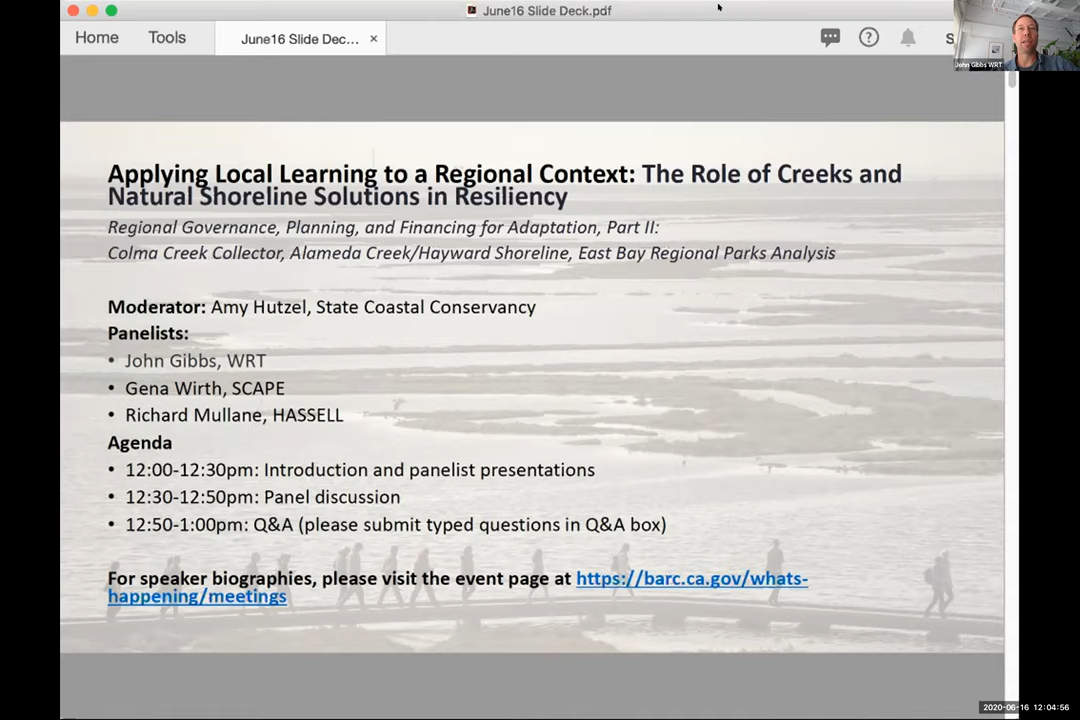 June16 Slide Deck.pdf
Home
Tools
June16 Slide Dec...
×
?
S
John Gibbs WRT
Applying Local Learning to a Regional Context: The Role of Creeks and
Natural Shoreline Solutions in Resiliency
Regional Governance, Planning, and Financing for Adaptation, Part II:
Colma Creek Collector, Alameda Creek/Hayward Shoreline, East Bay Regional Parks Analysis
Moderator: Amy Hutzel, State Coastal Conservancy
Panelists:
• John Gibbs, WRT
• Gena Wirth, SCAPE
• Richard Mullane, HASSELL
Agenda
• 12:00-12:30pm: Introduction and panelist presentations
• 12:30-12:50pm: Panel discussion
• 12:50-1:00pm: Q&A (please submit typed questions in Q&A box)
For speaker biographies, please visit the event page at https://barc.ca.gov/whats-
happening/meetings
2020-06-16 12:04:56